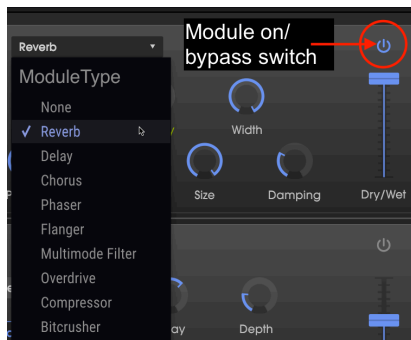 Module on/
bypass switch
Reverb
ModuleType
None
Reverb
Delay
Chorus
Phaser
Flanger
Multimode Filter
Overdrive
Compressor
Bitcrusher
Width
Size
Damping
Dry/Wet
ay
Depth